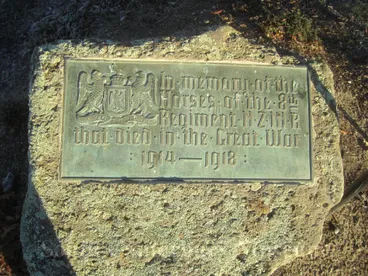 In memory of the
Horses of the 8th
Regiment N.Z.M.R
that died in the Great War
: 1914 — 1918 :